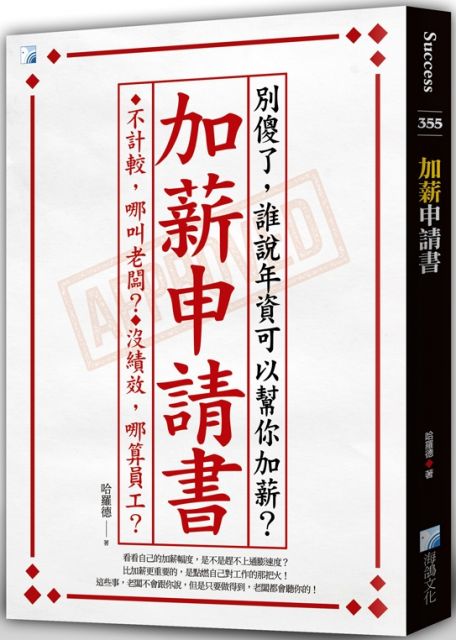 別傻了，誰說年資可以幫你加薪？
加薪申請書
◆不計較，哪叫老闆？◆沒績效，哪算員工？
APPROVED
哈羅德 著
看看自己的加薪幅度，是不是趕不上通膨速度？
比加薪更重要的，是點燃自己對工作的那把火！
這些事，老闆不會跟你說，但是只要做得到，老闆都會聽你的！
Success
355
加薪申請書
哈羅德◆著
海鴿文化